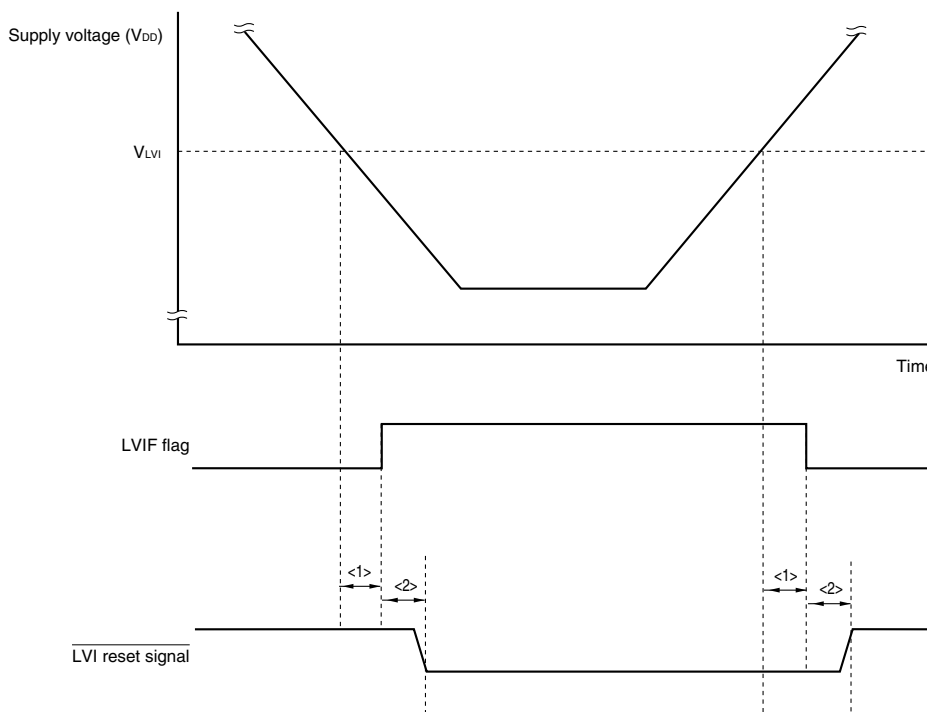 Supply voltage (VDD)
VLVI
Time
LVIF flag
<1>
<2>
<1>
<2>
LVI reset signal